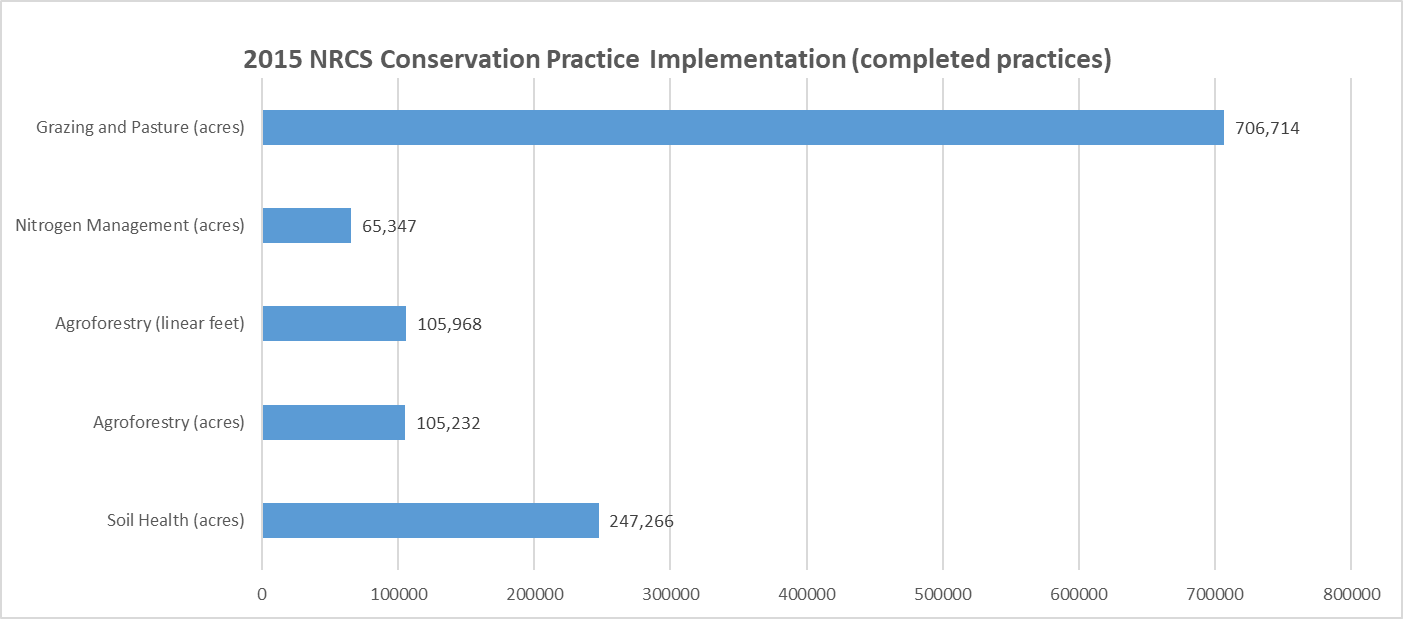 2015 NRCS Conservation Practice Implementation (completed practices)
Grazing and Pasture (acres)
706,714
Nitrogen Management (acres)
65,347
Agroforestry (linear feet)
105,968
Agroforestry (acres)
105,232
Soil Health (acres)
247,266
0 100000 200000 300000 400000 500000 600000 700000 800000